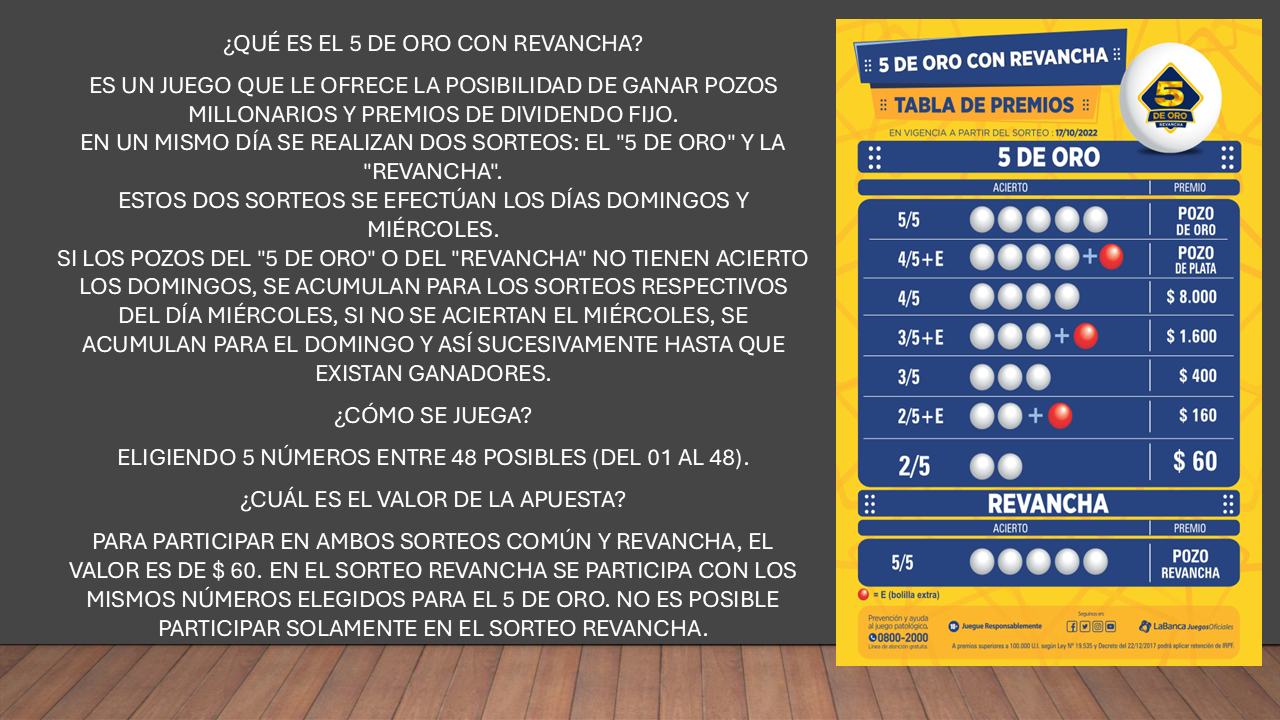 ¿QUÉ ES EL 5 DE ORO CON REVANCHA?
ES UN JUEGO QUE LE OFRECE LA POSIBILIDAD DE GANAR POZOS
MILLONARIOS Y PREMIOS DE DIVIDENDO FIJO.
EN UN MISMO DÍA SE REALIZAN DOS SORTEOS: EL "5 DE ORO" Y LA
"REVANCHA".
ESTOS DOS SORTEOS SE EFECTÚAN LOS DÍAS DOMINGOS Y
MIÉRCOLES.
SI LOS POZOS DEL "5 DE ORO" O DEL "REVANCHA" NO TIENEN ACIERTO
LOS DOMINGOS, SE ACUMULAN PARA LOS SORTEOS RESPECTIVOS
DEL DÍA MIÉRCOLES, SI NO SE ACIERTAN EL MIÉRCOLES, SE
ACUMULAN PARA EL DOMINGO Y ASÍ SUCESIVAMENTE HASTA QUE
EXISTAN GANADORES.
¿CÓMO SE JUEGA?
ELIGIENDO 5 NÚMEROS ENTRE 48 POSIBLES (DEL 01 AL 48).
¿CUÁL ES EL VALOR DE LA APUESTA?
PARA PARTICIPAR EN AMBOS SORTEOS COMÚN Y REVANCHA, EL
VALOR ES DE $ 60. EN EL SORTEO REVANCHA SE PARTICIPA CON LOS
MISMOS NÚMEROS ELEGIDOS PARA EL 5 DE ORO. NO ES POSIBLE
PARTICIPAR SOLAMENTE EN EL SORTEO REVANCHA.
5 DE ORO CON REVANCHA
TABLA DE PREMIOS
5
DE ORO
REVANCHA
EN VIGENCIA A PARTIR DEL SORTEO : 17/10/2022
5 DE ORO
ACIERTO PREMIO
5/5 POZO
DE ORO
4/5+E + POZO
DE PLATA
4/5 $ 8.000
3/5+E + $ 1.600
3/5 $ 400
2/5+E + $ 160
2/5 $ 60
REVANCHA
ACIERTO PREMIO
5/5 POZO
REVANCHA
= E (bolilla extra)
Prevención y ayuda
al juego patológico.
0800-2000
Línea de atención gratuita.
18+ Juegue Responsablemente
Seguinos en:
LaBanca JuegosOficiales
A premios superiores a 100.000 U.I. según Ley Nº 19.535 y Decreto del 22/12/2017 podrá aplicar retención de IRPF.